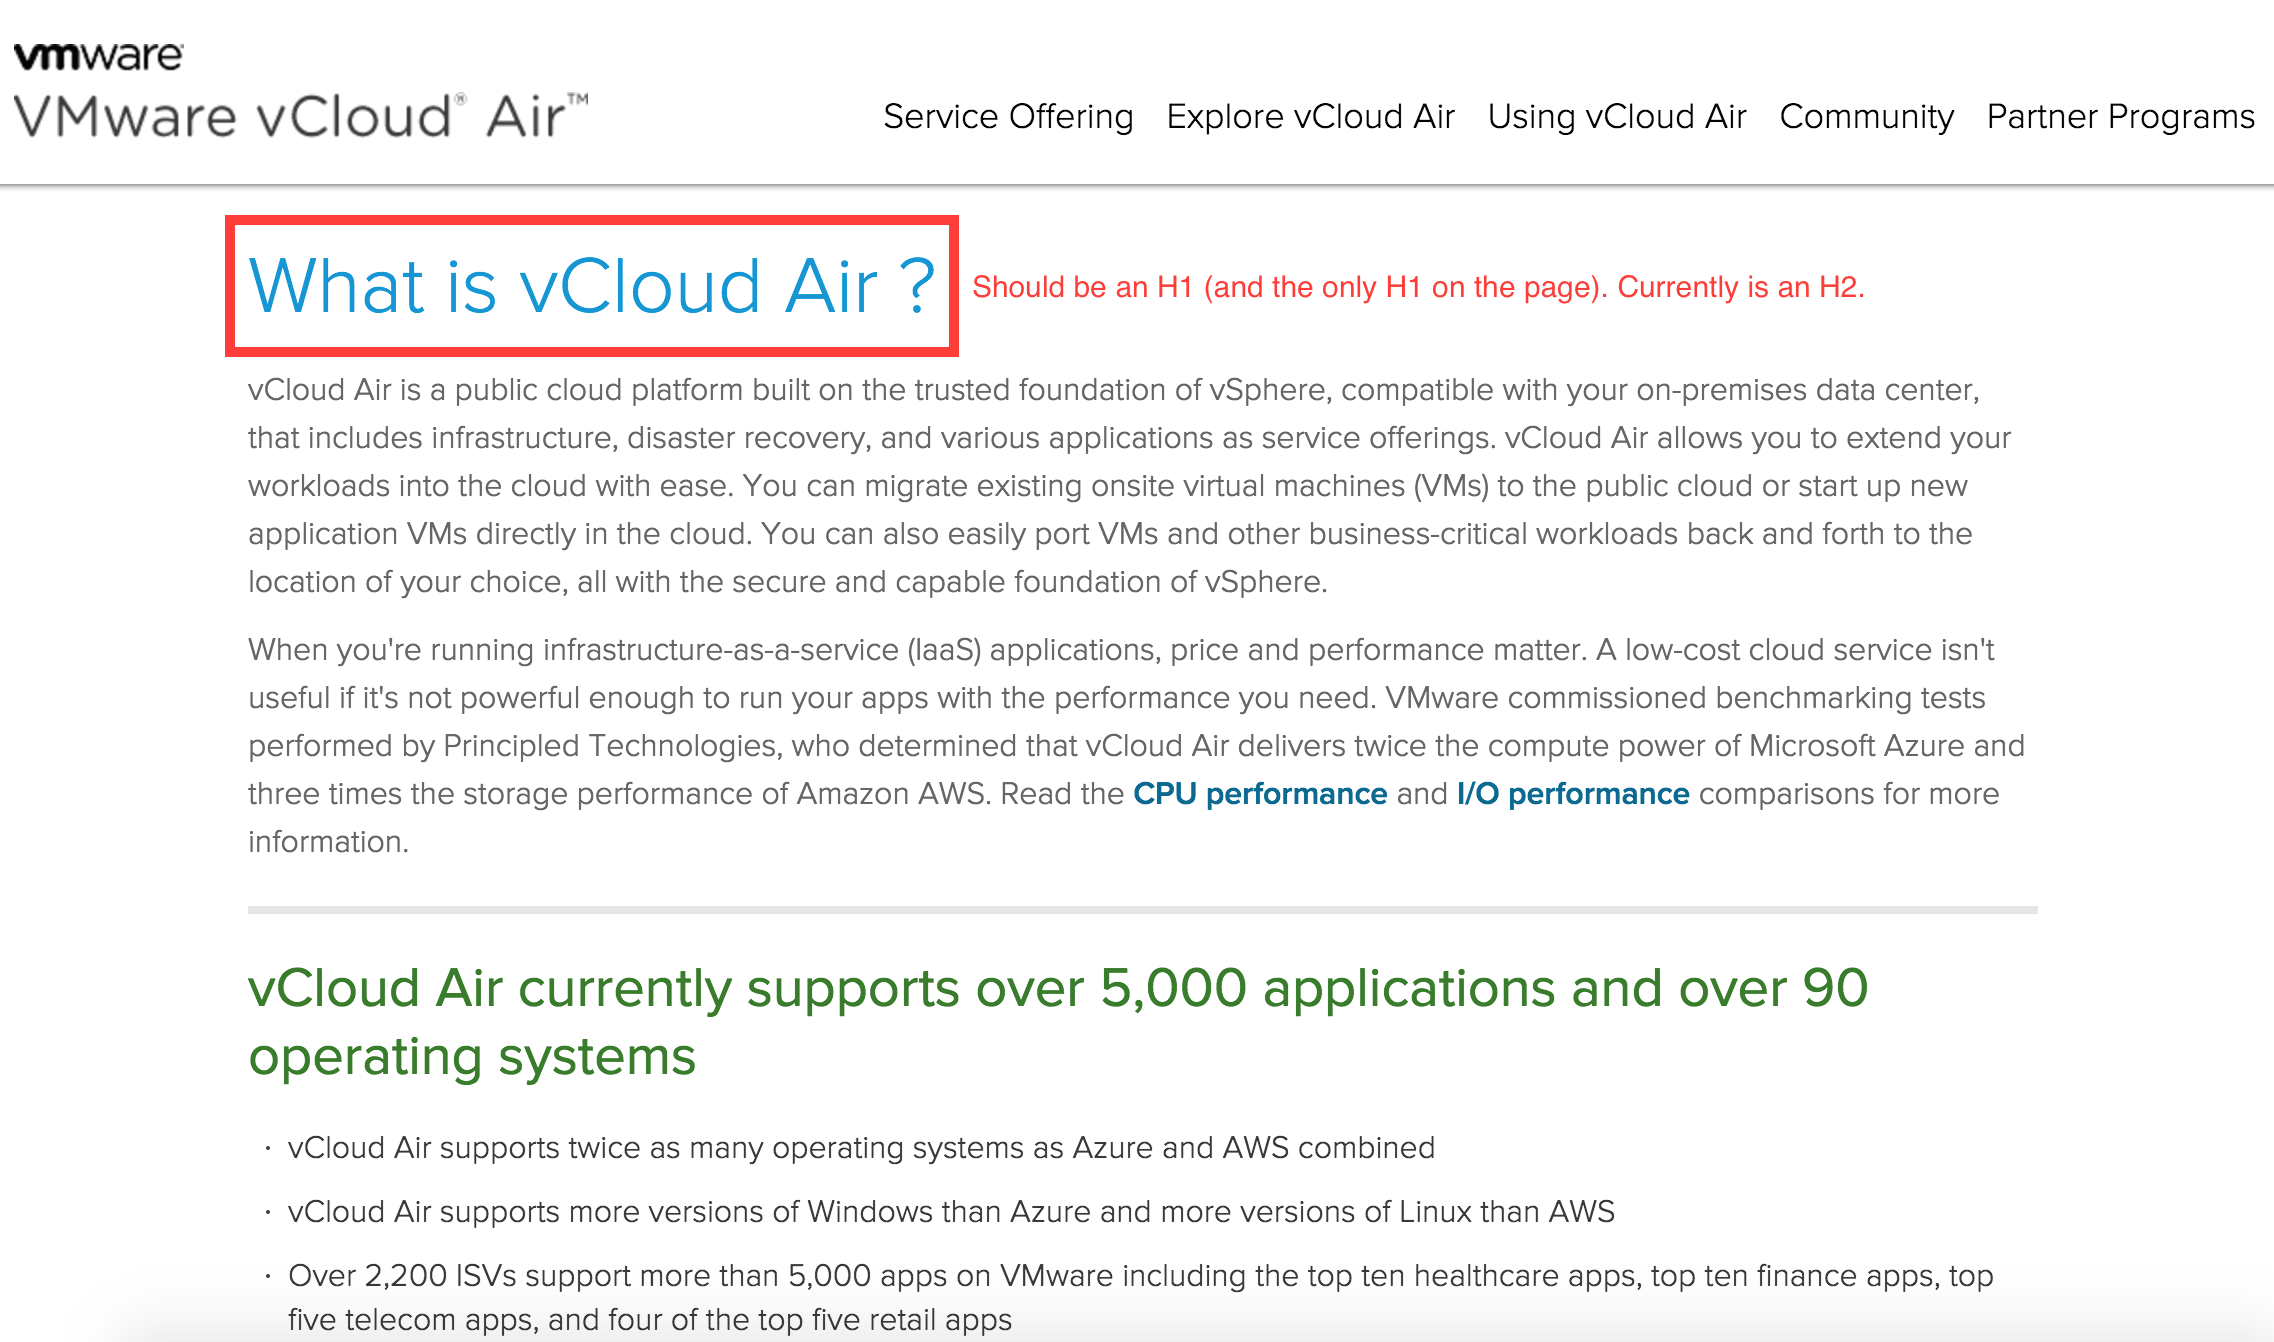 vmware
VMware vCloud® Air™
Service Offering Explore vCloud Air Using vCloud Air Community Partner Programs
What is vCloud Air ?
Should be an H1 (and the only H1 on the page). Currently is an H2.
vCloud Air is a public cloud platform built on the trusted foundation of vSphere, compatible with your on-premises data center,
that includes infrastructure, disaster recovery, and various applications as service offerings. vCloud Air allows you to extend your
workloads into the cloud with ease. You can migrate existing onsite virtual machines (VMs) to the public cloud or start up new
application VMs directly in the cloud. You can also easily port VMs and other business-critical workloads back and forth to the
location of your choice, all with the secure and capable foundation of vSphere.
When you're running infrastructure-as-a-service (IaaS) applications, price and performance matter. A low-cost cloud service isn't
useful if it's not powerful enough to run your apps with the performance you need. VMware commissioned benchmarking tests
performed by Principled Technologies, who determined that vCloud Air delivers twice the compute power of Microsoft Azure and
three times the storage performance of Amazon AWS. Read the CPU performance and I/O performance comparisons for more
information.
vCloud Air currently supports over 5,000 applications and over 90
operating systems
· vCloud Air supports twice as many operating systems as Azure and AWS combined
· vCloud Air supports more versions of Windows than Azure and more versions of Linux than AWS
· Over 2,200 ISVs support more than 5,000 apps on VMware including the top ten healthcare apps, top ten finance apps, top
five telecom apps, and four of the top five retail apps